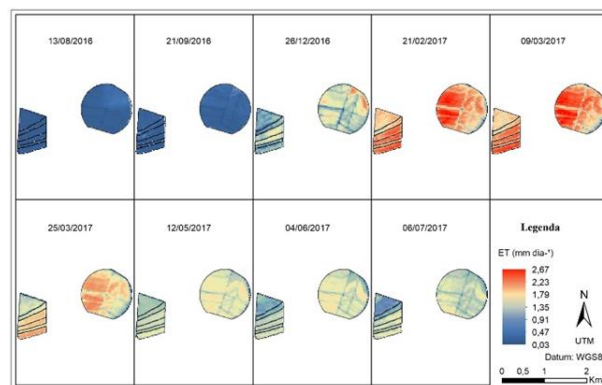 13/08/2016
21/09/2016
26/12/2016
21/02/2017
09/03/2017
25/03/2017
12/05/2017
04/06/2017
06/07/2017
Legenda
ET (mm dia-¹)
2,67
2,23
1,79
1,35
0,91
0,47
0,03
N
UTM
Datum: WGS8
0 0,5 1 2
Km